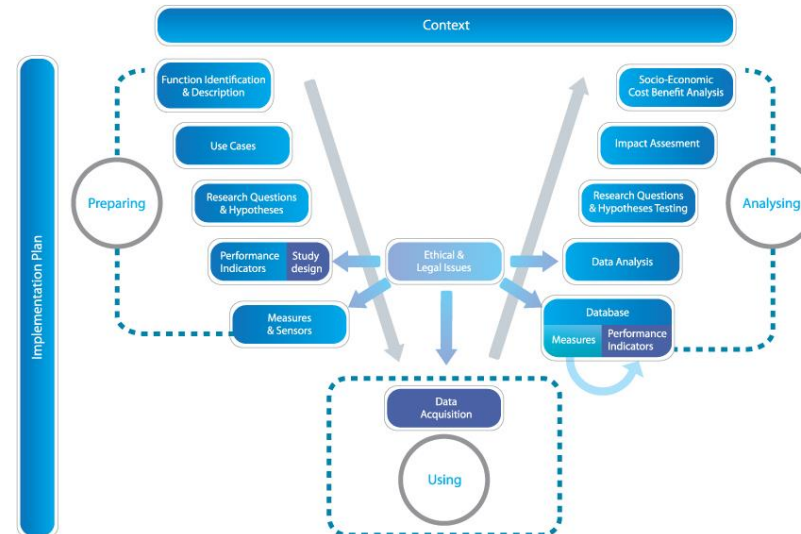 Context
Implementation Plan
Preparing
Function Identification
& Description
Use Cases
Research Questions
& Hypotheses
Performance
Indicators
Study
design
Measures
& Sensors
Ethical &
Legal Issues
Data
Acquisition
Using
Socio-Economic
Cost Benefit Analysis
Impact Assesment
Research Questions
& Hypotheses Testing
Data Analysis
Database
Measures
Performance
Indicators
Analysing